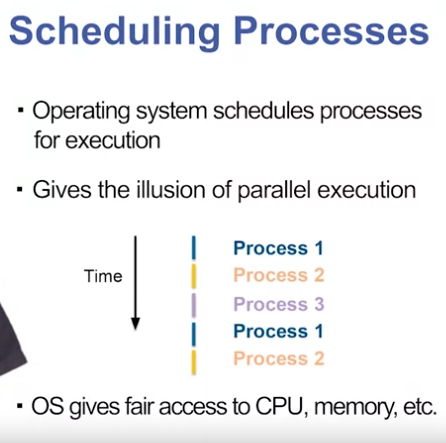 Scheduling Processes
▪ Operating system schedules processes
for execution
▪ Gives the illusion of parallel execution
Time
Process 1
Process 2
Process 3
Process 1
Process 2
▪ OS gives fair access to CPU, memory, etc.